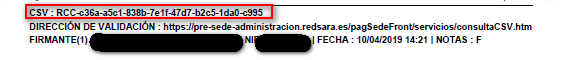 CSV : RCC-c36a-a5c1-838b-7e1f-47d7-b2c5-1da0-c995
DIRECCIÓN DE VALIDACIÓN : https://pre-sede-administracion.redsara.es/pagSedeFront/servicios/consultaCSV.htm
FIRMANTE(1) NIF | FECHA : 10/04/2019 14:21 | NOTAS : F